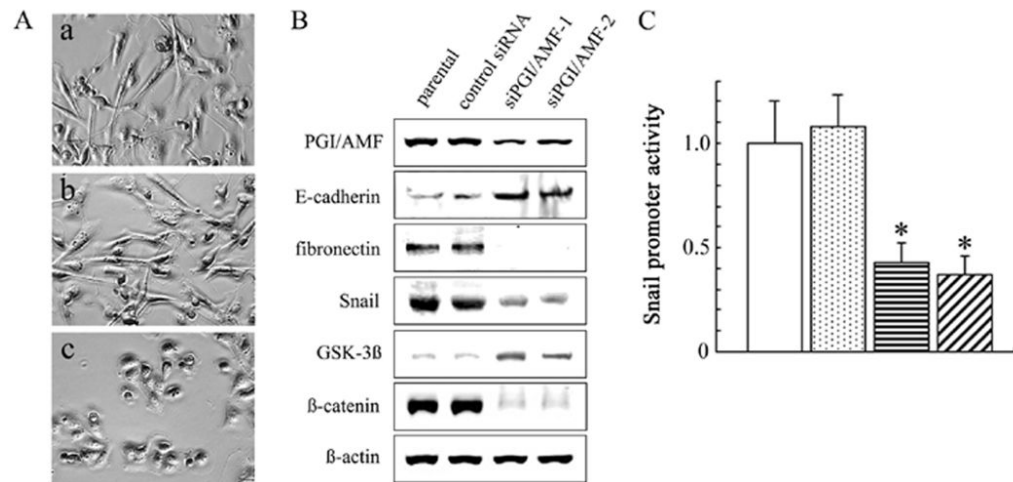 A
a
b
c
B
parental
control siRNA
siPGI/AMF-1
siPGI/AMF-2
PGI/AMF
E-cadherin
fibronectin
Snail
GSK-3ß
ß-catenin
ß-actin
C
Snail promoter activity
1.0
0.5
0
*
*